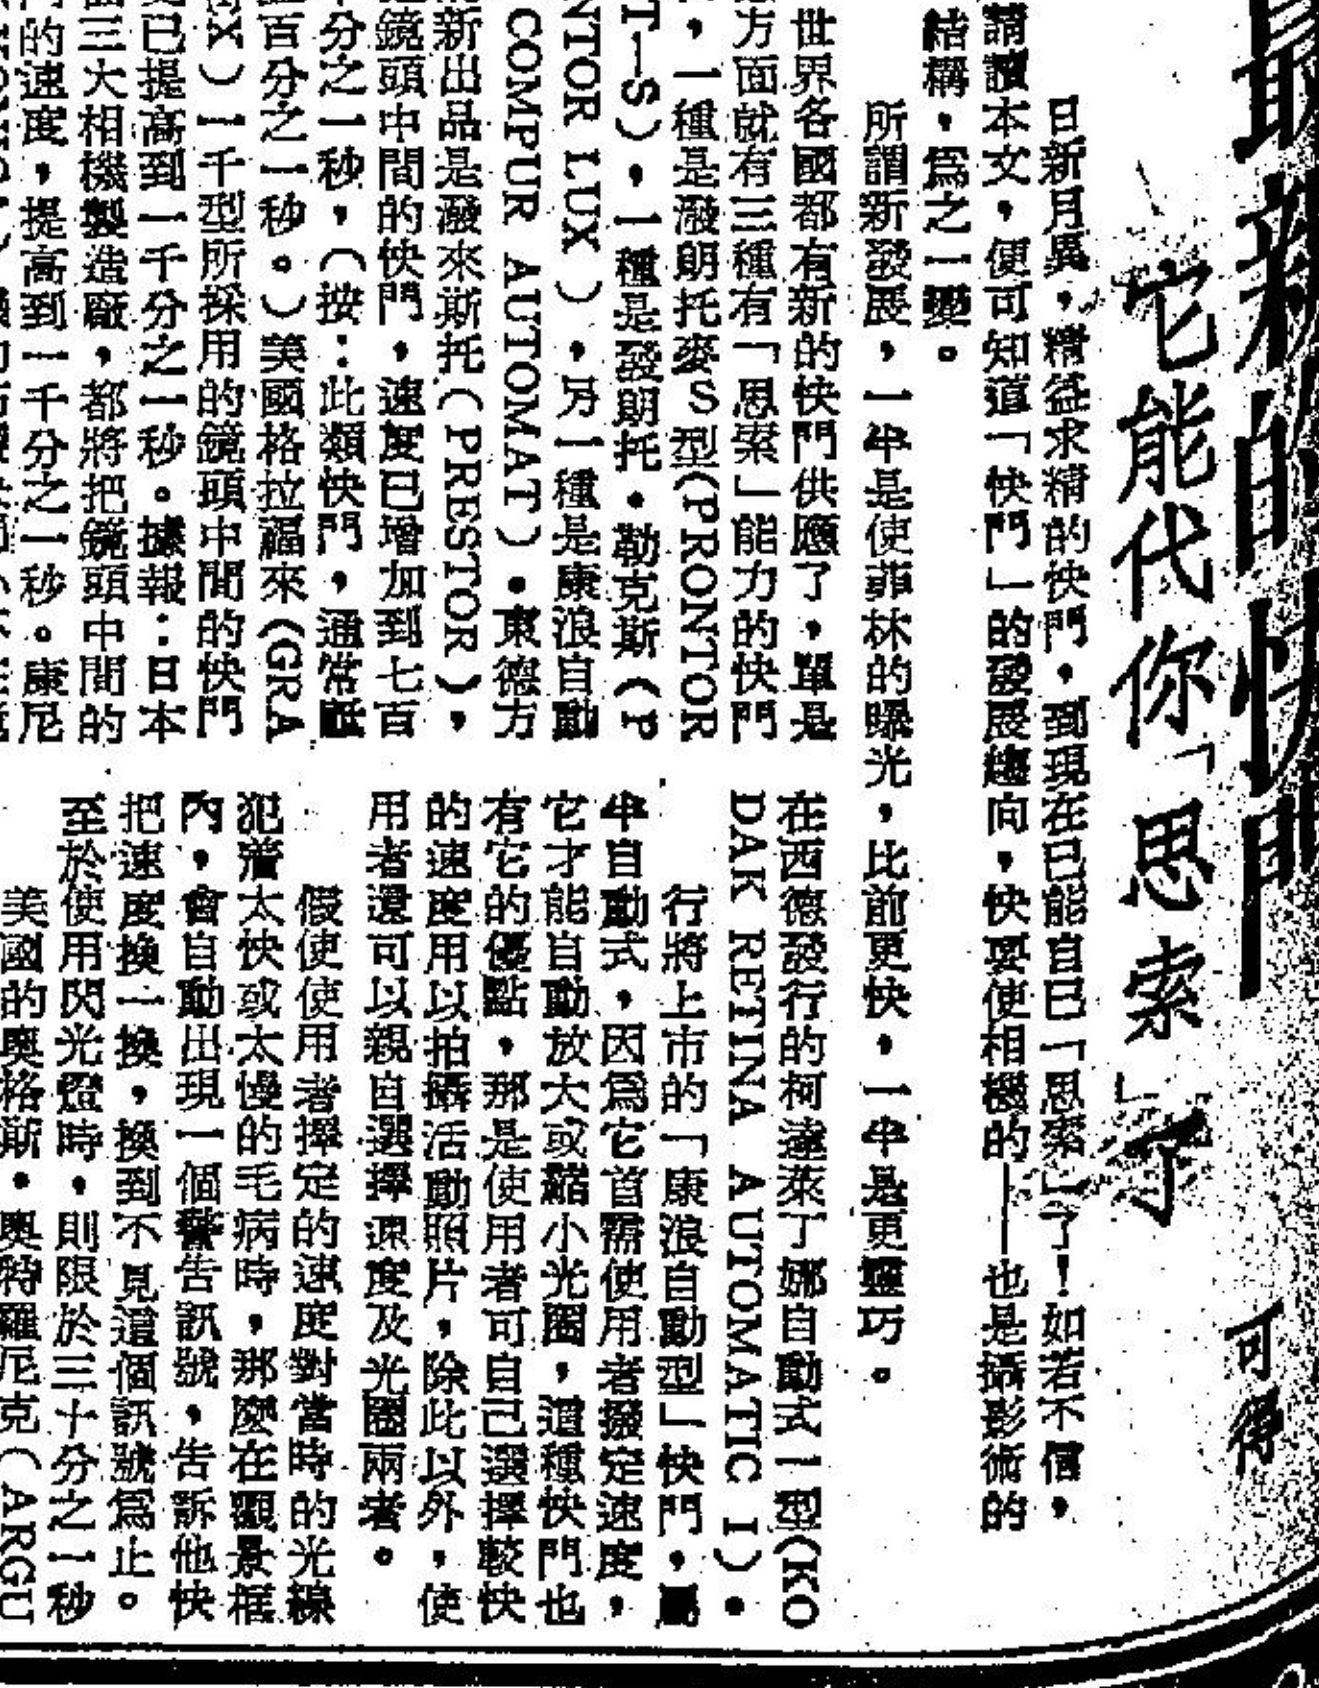 最新的快門
它能代你「思索」了
可得
日新月異，精益求精的快門，到現在已能自己「思索」了！如若不信，
請讀本文，便可知道「快門」的發展趨向，快要使相機的——也是攝影術的
結構，爲之一變。
所謂新發展，一半是使菲林的曝光，比前更快，一半是更靈巧。
世界各國都有新的快門供應了，單是
方面就有三種有「思索」能力的快門
，一種是潑朗托麥S型(PRONTOR
T—S)，一種是發朗托·勒克斯(P
NTOR LUX)，另一種是康浪自動
COMPUR AUTOMAT)。東德方
新出品是潑來斯托(PRESTOR)，
鏡頭中間的快門，速度已增加到七百
分之一秒，(按：此類快門，通常
百分之一秒。)美國格拉福來(GRA
X)一千型所採用的鏡頭中間的快門
已提高到一千分之一秒。據報：日本
三大相機製造廠，都將把鏡頭中間的
的速度，提高到一千分之一秒。康尼
在西德發行的柯達萊丁娜自動式I型(KO
DAK RETINA AUTOMATIC I)。
行將上市的「康浪自動型」快門，屬
半自動式，因爲它首需使用者撥定速度，
它才能自動放大或縮小光圈，這種快門也
有它的優點，那是使用者可自己選擇較快
的速度用以拍攝活動照片，除此以外，使
用者還可以親自選擇速度及光圈兩者。
假使使用者擇定的速度對當時的光線
犯着太快或太慢的毛病時，那麼在觀景框
內，會自動出現一個警告訊號，告訴他快
把速度換一換，換到不見這個訊號爲止。
至於使用閃光燈時，則限於三十分之一秒
美國的奧格斯·奧特羅尼克(ARGU